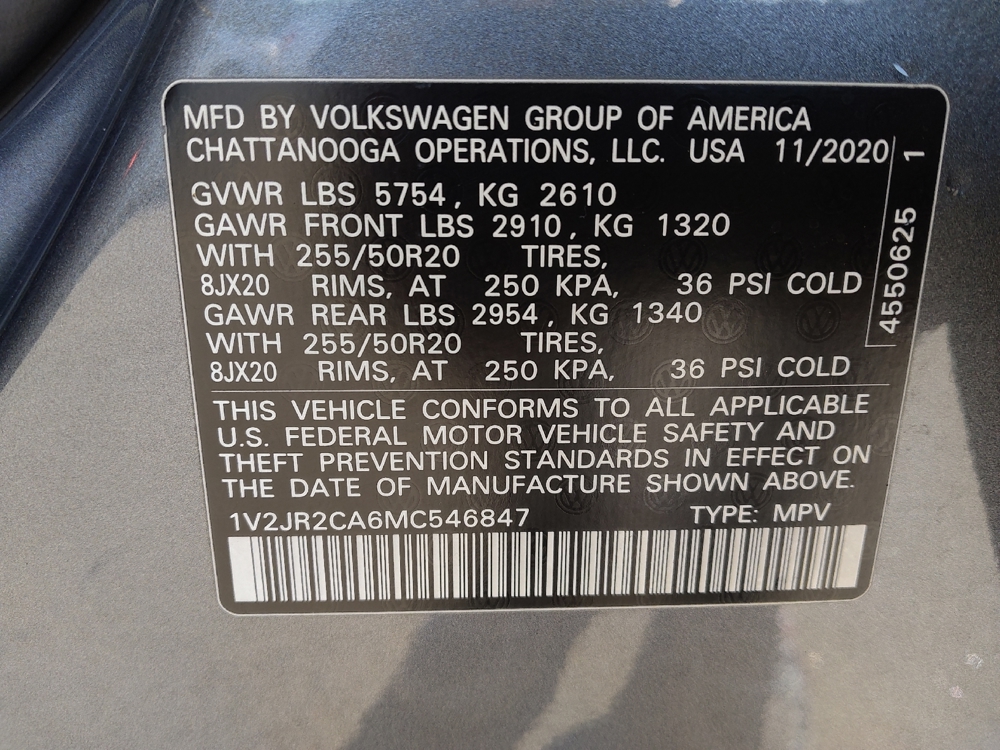 MFD BY VOLKSWAGEN GROUP OF AMERICA
CHATTANOOGA OPERATIONS, LLC. USA 11/2020
GVWR LBS 5754, KG 2610
GAWR FRONT LBS 2910, KG 1320
WITH 255/50R20 TIRES,
8JX20 RIMS, AT 250 KPA, 36 PSI COLD
GAWR REAR LBS 2954, KG 1340
WITH 255/50R20 TIRES,
8JX20 RIMS, AT 250 KPA, 36 PSI COLD
THIS VEHICLE CONFORMS TO ALL APPLICABLE
U.S. FEDERAL MOTOR VEHICLE SAFETY AND
THEFT PREVENTION STANDARDS IN EFFECT ON
THE DATE OF MANUFACTURE SHOWN ABOVE.
1V2JR2CA6MC546847 TYPE: MPV
4550625 1